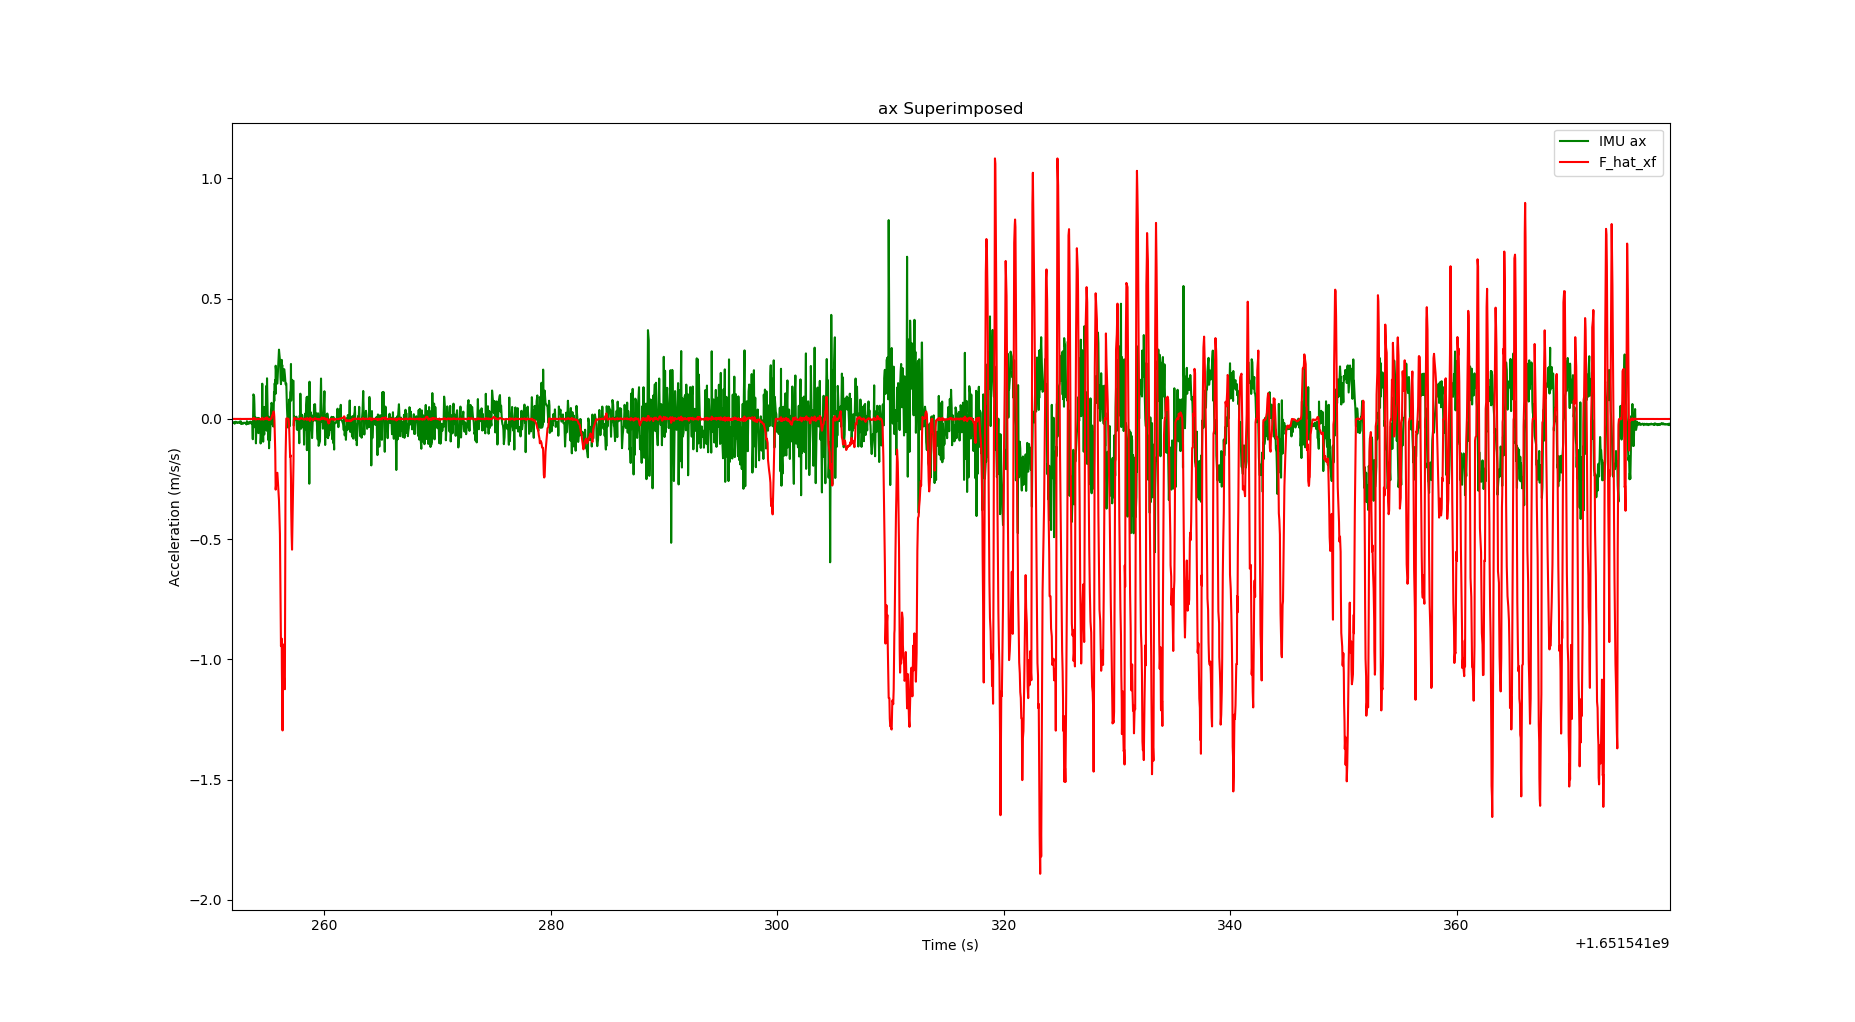 ax Superimposed
IMU ax
F_hat_xf
1.0
0.5
0.0
−0.5
−1.0
−1.5
−2.0
Acceleration (m/s/s)
260 280 300 320 340 360
Time (s)
+1.651541e9